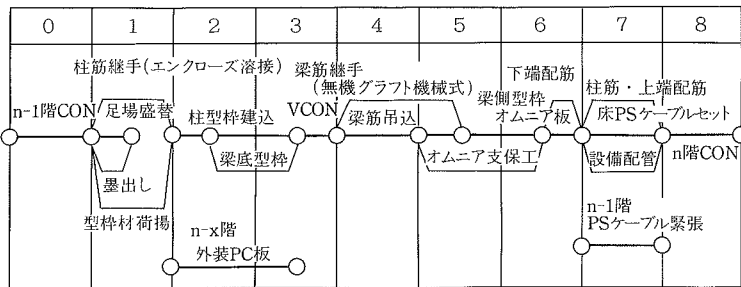 0 1 2 3 4 5 6 7 8
柱筋継手(エンクローズ溶接)
梁筋継手
(無機グラフト機械式)
下端配筋
柱筋・上端配筋
n-1階CON
足場盛替
柱型枠建込
VCON
梁筋吊込
梁側型枠
オムニア板
床PSケーブルセット
墨出し
梁底型枠
オムニア支保工
設備配管
n階CON
型枠材荷揚
n-x階
外装PC板
n-1階
PSケーブル緊張